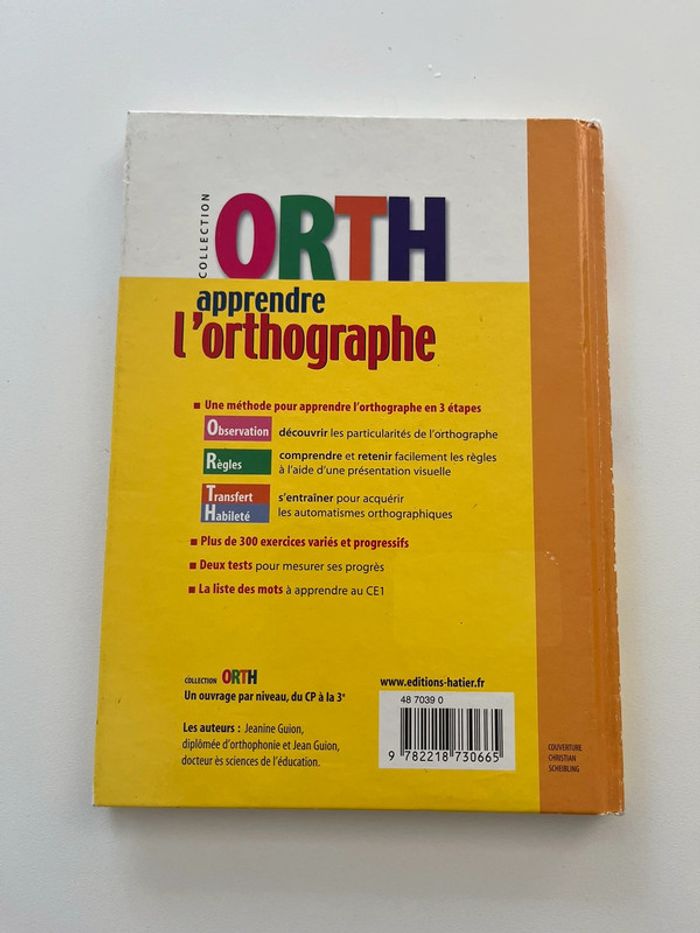 COLLECTION
ORTH
apprendre
l'orthographe
■ Une méthode pour apprendre l'orthographe en 3 étapes
Observation découvrir les particularités de l'orthographe
Règles comprendre et retenir facilement les règles
à l'aide d'une présentation visuelle
Transfert s'entraîner pour acquérir
Habileté les automatismes orthographiques
■ Plus de 300 exercices variés et progressifs
■ Deux tests pour mesurer ses progrès
■ La liste des mots à apprendre au CE1
COLLECTION ORTH
Un ouvrage par niveau, du CP à la 3e
Les auteurs : Jeanine Guion,
diplômée d'orthophonie et Jean Guion,
docteur ès sciences de l'éducation.
www.editions-hatier.fr
48 7039 0
9 782218 730665
COUVERTURE
CHRISTIAN
SCHEIBLING